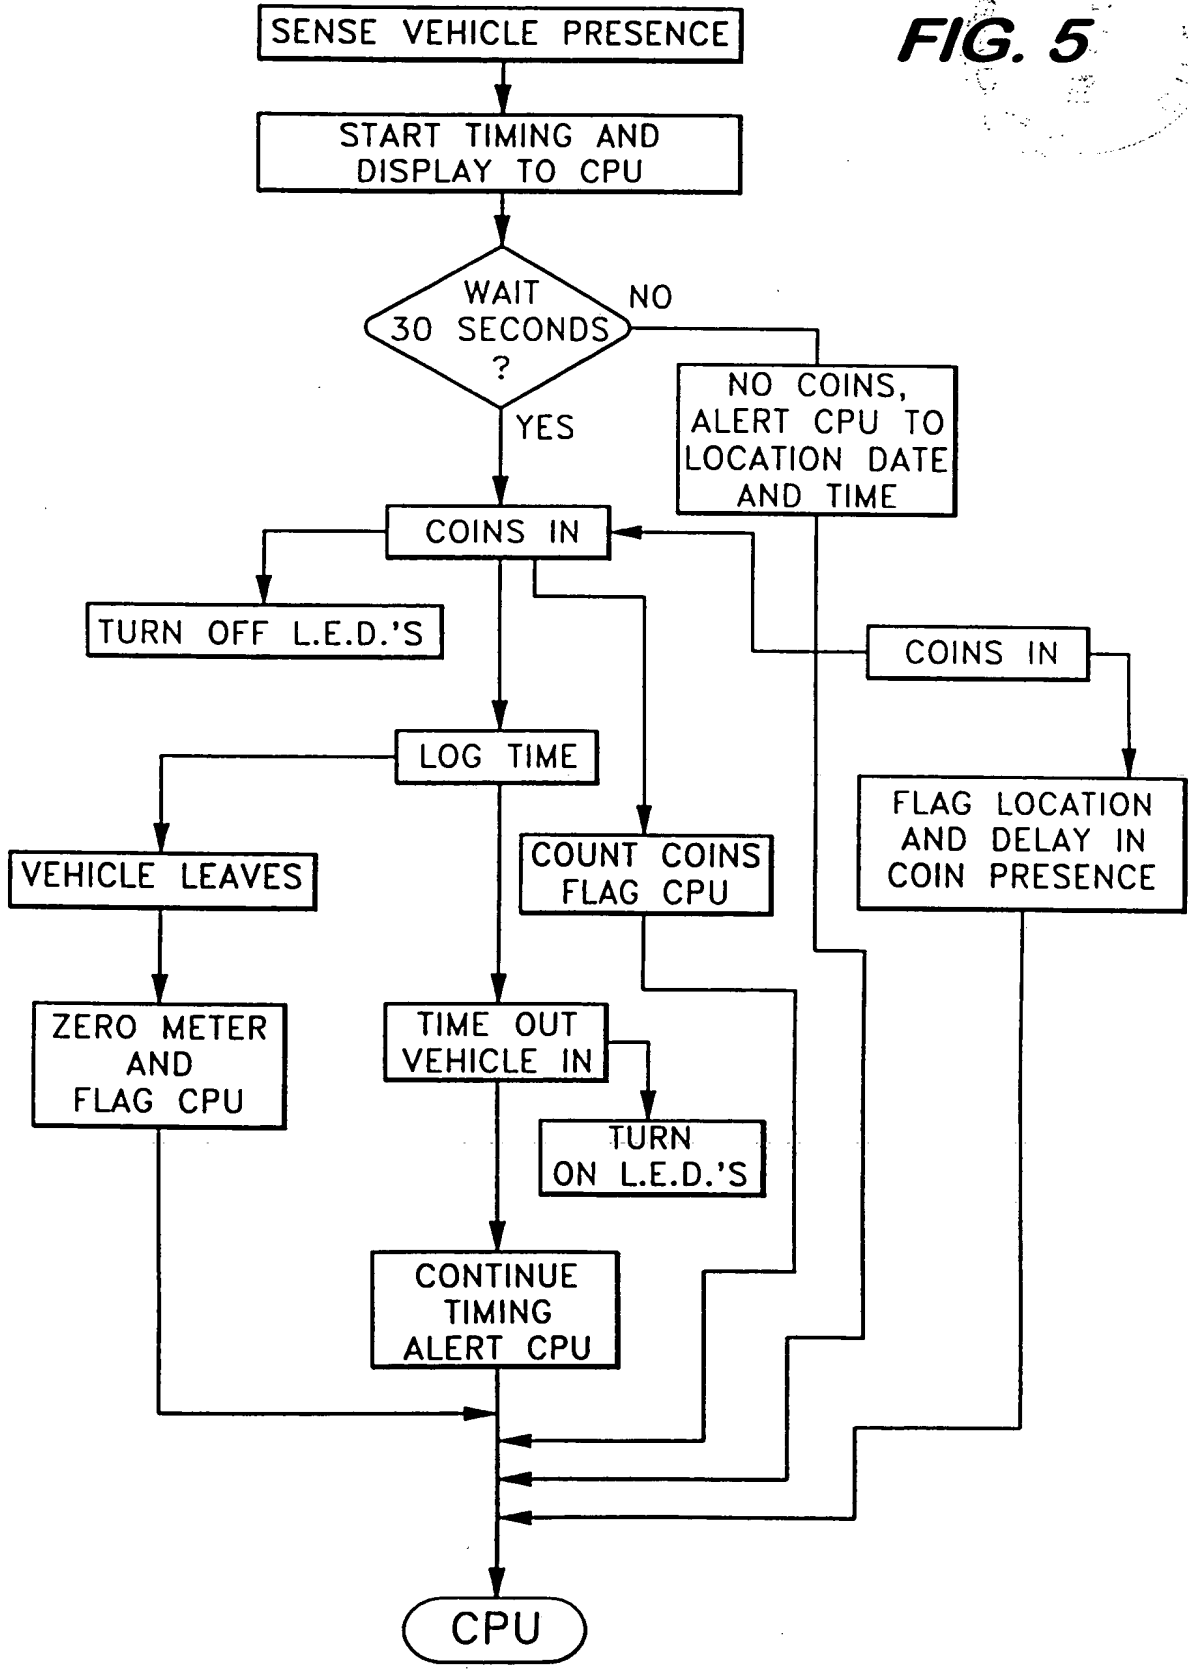 FIG. 5
SENSE VEHICLE PRESENCE
START TIMING AND
DISPLAY TO CPU
WAIT
30 SECONDS
?
NO
YES
NO COINS,
ALERT CPU TO
LOCATION DATE
AND TIME
COINS IN
TURN OFF L.E.D.'S
COINS IN
LOG TIME
FLAG LOCATION
AND DELAY IN
COIN PRESENCE
VEHICLE LEAVES
COUNT COINS
FLAG CPU
ZERO METER
AND
FLAG CPU
TIME OUT
VEHICLE IN
TURN
ON L.E.D.'S
CONTINUE
TIMING
ALERT CPU
CPU